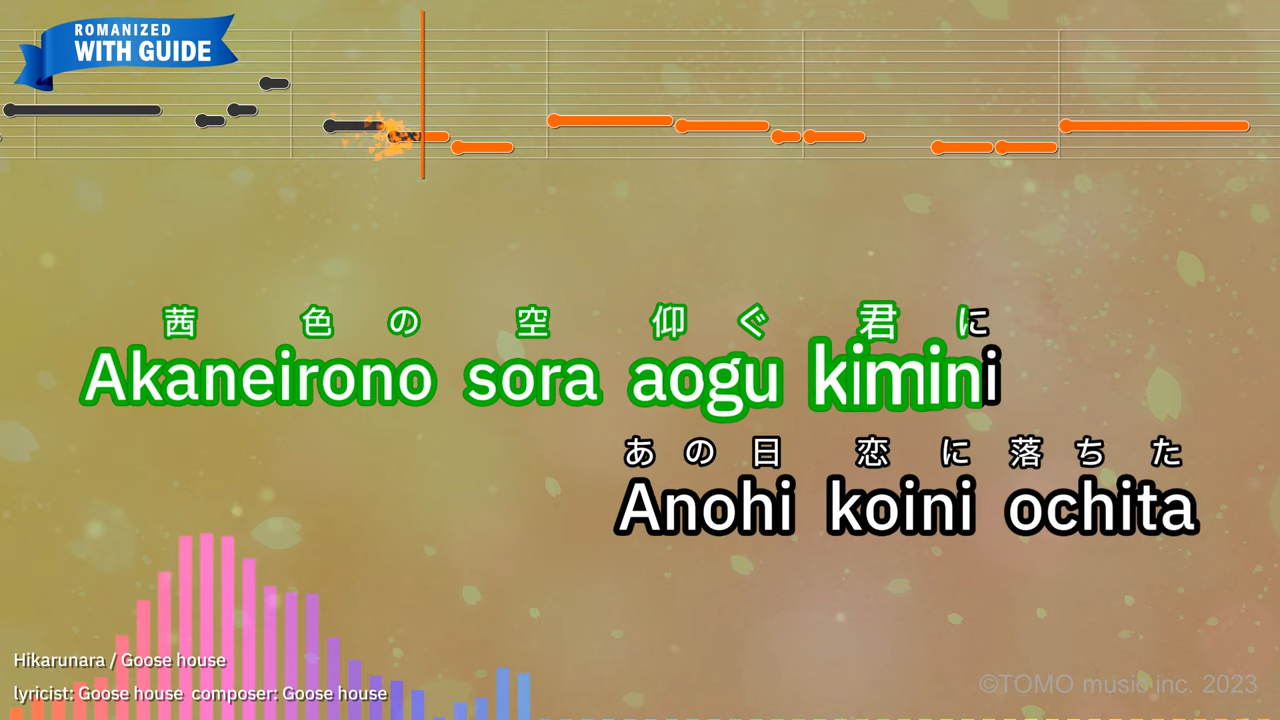 ROMANIZED
WITH GUIDE
茜 色 の 空 仰 ぐ 君 に
Akaneirono sora aogu kimini
あ の 日 恋 に 落 ち た
Anohi koini ochita
Hikarunara / Goose house
lyricist: Goose house composer: Goose house
©TOMO music inc. 2023